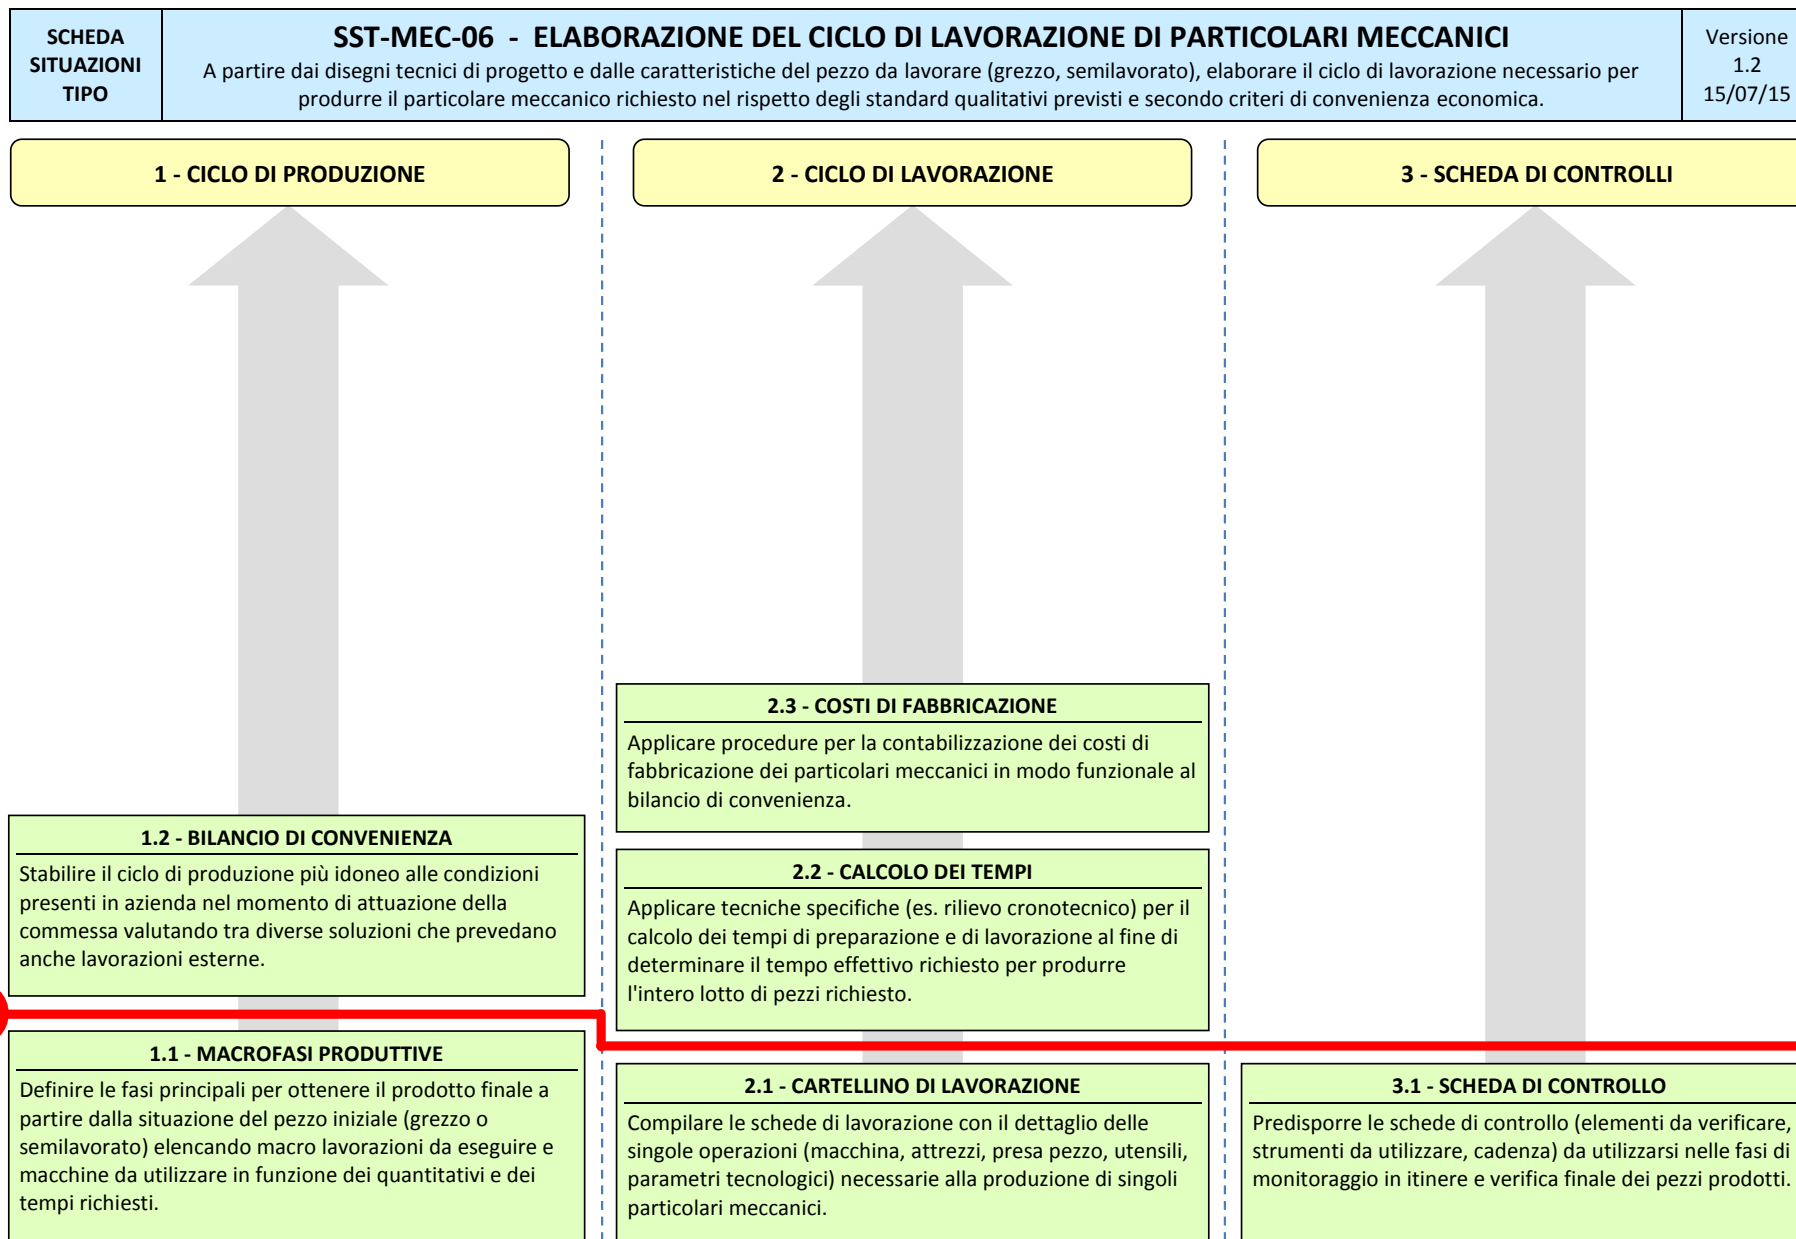 SCHEDA
SITUAZIONI
TIPO
SST-MEC-06 - ELABORAZIONE DEL CICLO DI LAVORAZIONE DI PARTICOLARI MECCANICI
A partire dai disegni tecnici di progetto e dalle caratteristiche del pezzo da lavorare (grezzo, semilavorato), elaborare il ciclo di lavorazione necessario per
produrre il particolare meccanico richiesto nel rispetto degli standard qualitativi previsti e secondo criteri di convenienza economica.
Versione
1.2
15/07/15
1 - CICLO DI PRODUZIONE
2 - CICLO DI LAVORAZIONE
3 - SCHEDA DI CONTROLLI
1.2 - BILANCIO DI CONVENIENZA
Stabilire il ciclo di produzione più idoneo alle condizioni
presenti in azienda nel momento di attuazione della
commessa valutando tra diverse soluzioni che prevedano
anche lavorazioni esterne.
1.1 - MACROFASI PRODUTTIVE
Definire le fasi principali per ottenere il prodotto finale a
partire dalla situazione del pezzo iniziale (grezzo o
semilavorato) elencando macro lavorazioni da eseguire e
macchine da utilizzare in funzione dei quantitativi e dei
tempi richiesti.
2.3 - COSTI DI FABBRICAZIONE
Applicare procedure per la contabilizzazione dei costi di
fabbricazione dei particolari meccanici in modo funzionale al
bilancio di convenienza.
2.2 - CALCOLO DEI TEMPI
Applicare tecniche specifiche (es. rilievo cronotecnico) per il
calcolo dei tempi di preparazione e di lavorazione al fine di
determinare il tempo effettivo richiesto per produrre
l'intero lotto di pezzi richiesto.
2.1 - CARTELLINO DI LAVORAZIONE
Compilare le schede di lavorazione con il dettaglio delle
singole operazioni (macchina, attrezzi, presa pezzo, utensili,
parametri tecnologici) necessarie alla produzione di singoli
particolari meccanici.
3.1 - SCHEDA DI CONTROLLO
Predisporre le schede di controllo (elementi da verificare,
strumenti da utilizzare, cadenza) da utilizzarsi nelle fasi di
monitoraggio in itinere e verifica finale dei pezzi prodotti.